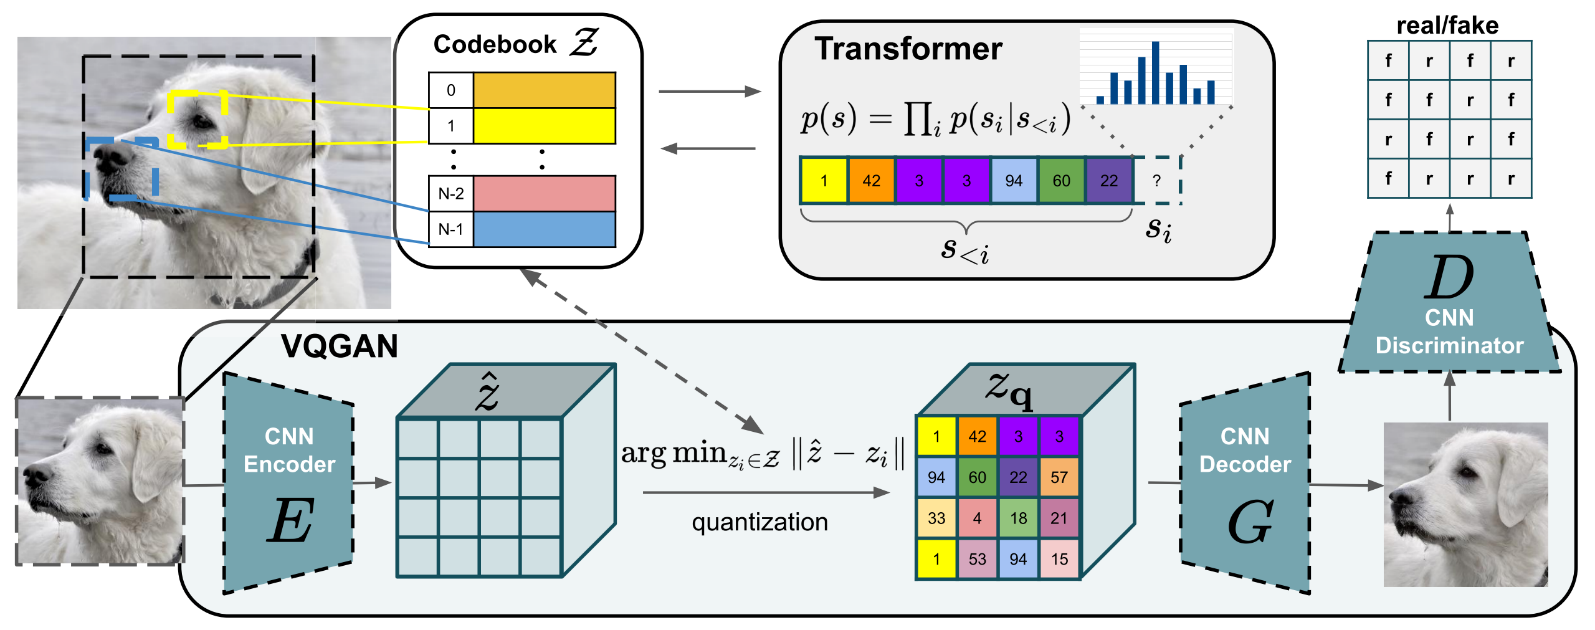 Codebook 𝒵
0
1
N-2
N-1
Transformer
p(s) = ∏ᵢ p(sᵢ|s<ᵢ)
1 42 3 3 94 60 22 ?
s<ᵢ
sᵢ
real/fake
f r f r
f f r f
r f r f
f r r r
D
CNN
Discriminator
VQGAN
CNN
Encoder
E
ẑ
arg min_{zᵢ∈𝒵} ‖ẑ − zᵢ‖
quantization
z_𝐪
1 42 3 3
94 60 22 57
33 4 18 21
1 53 94 15
CNN
Decoder
G